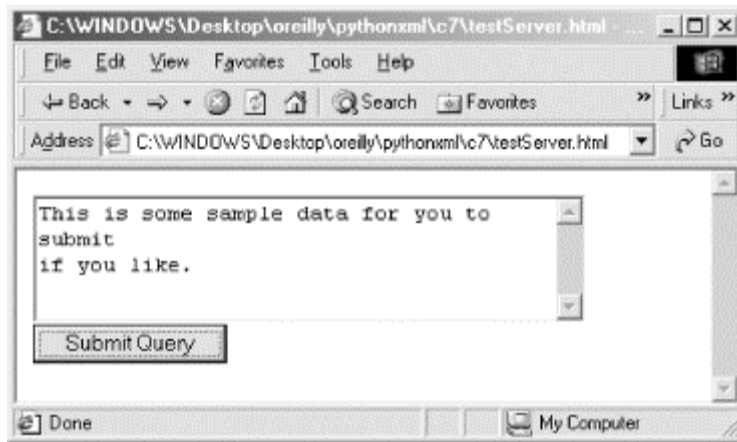 C:\WINDOWS\Desktop\oreilly\pythonxml\c7\testServer.html - ...
File Edit View Favorites Tools Help
Back Search Favorites » Links »
Address C:\WINDOWS\Desktop\oreilly\pythonxml\c7\testServer.html Go
This is some sample data for you to
submit
if you like.
Submit Query
Done My Computer